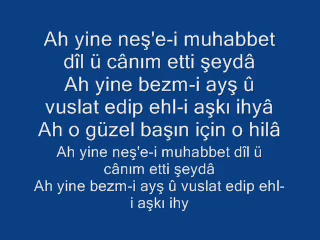 Ah yine neş'e-i muhabbet
dîl ü cânım etti şeydâ
Ah yine bezm-i ayş û
vuslat edip ehl-i aşkı ihyâ
Ah o güzel başın için o hilâ
Ah yine neş'e-i muhabbet dîl ü
cânım etti şeydâ
Ah yine bezm-i ayş û vuslat edip ehl-
i aşkı ihy